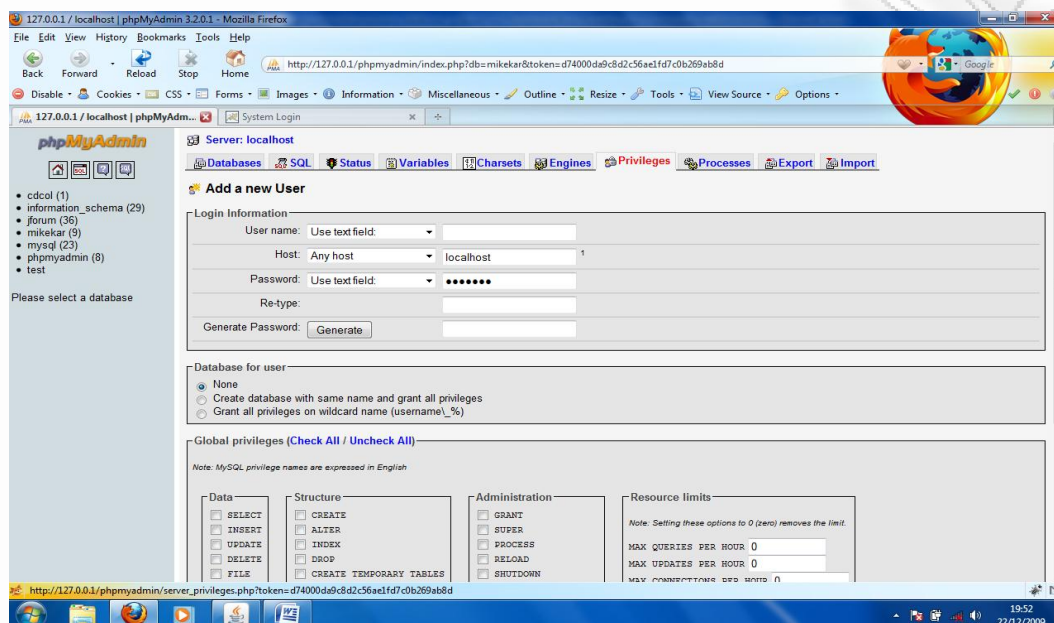 127.0.0.1 / localhost | phpMyAdmin 3.2.0.1 - Mozilla Firefox
File Edit View History Bookmarks Tools Help
Back Forward Reload Stop Home
http://127.0.0.1/phpmyadmin/index.php?db=mikekar&token=d74000da9c8d2c56ae1fd7c0b269ab8d
Google
Disable Cookies CSS Forms Images Information Miscellaneous Outline Resize Tools View Source Options
127.0.0.1 / localhost | phpMyAdm... System Login
phpMyAdmin
SQL
cdcol (1)
information_schema (29)
jforum (36)
mikekar (9)
mysql (23)
phpmyadmin (8)
test
Please select a database
Server: localhost
Databases SQL Status Variables Charsets Engines Privileges Processes Export Import
Add a new User
Login Information
User name: Use text field:
Host: Any host localhost 1
Password: Use text field: •••••••
Re-type:
Generate Password: Generate
Database for user
None
Create database with same name and grant all privileges
Grant all privileges on wildcard name (username\_%)
Global privileges (Check All / Uncheck All)
Note: MySQL privilege names are expressed in English
Data
SELECT
INSERT
UPDATE
DELETE
FILE
Structure
CREATE
ALTER
INDEX
DROP
CREATE TEMPORARY TABLES
Administration
GRANT
SUPER
PROCESS
RELOAD
SHUTDOWN
Resource limits
Note: Setting these options to 0 (zero) removes the limit.
MAX QUERIES PER HOUR 0
MAX UPDATES PER HOUR 0
MAX CONNECTIONS PER HOUR 0
http://127.0.0.1/phpmyadmin/server_privileges.php?token=d74000da9c8d2c56ae1fd7c0b269ab8d
19:52
22/12/2009